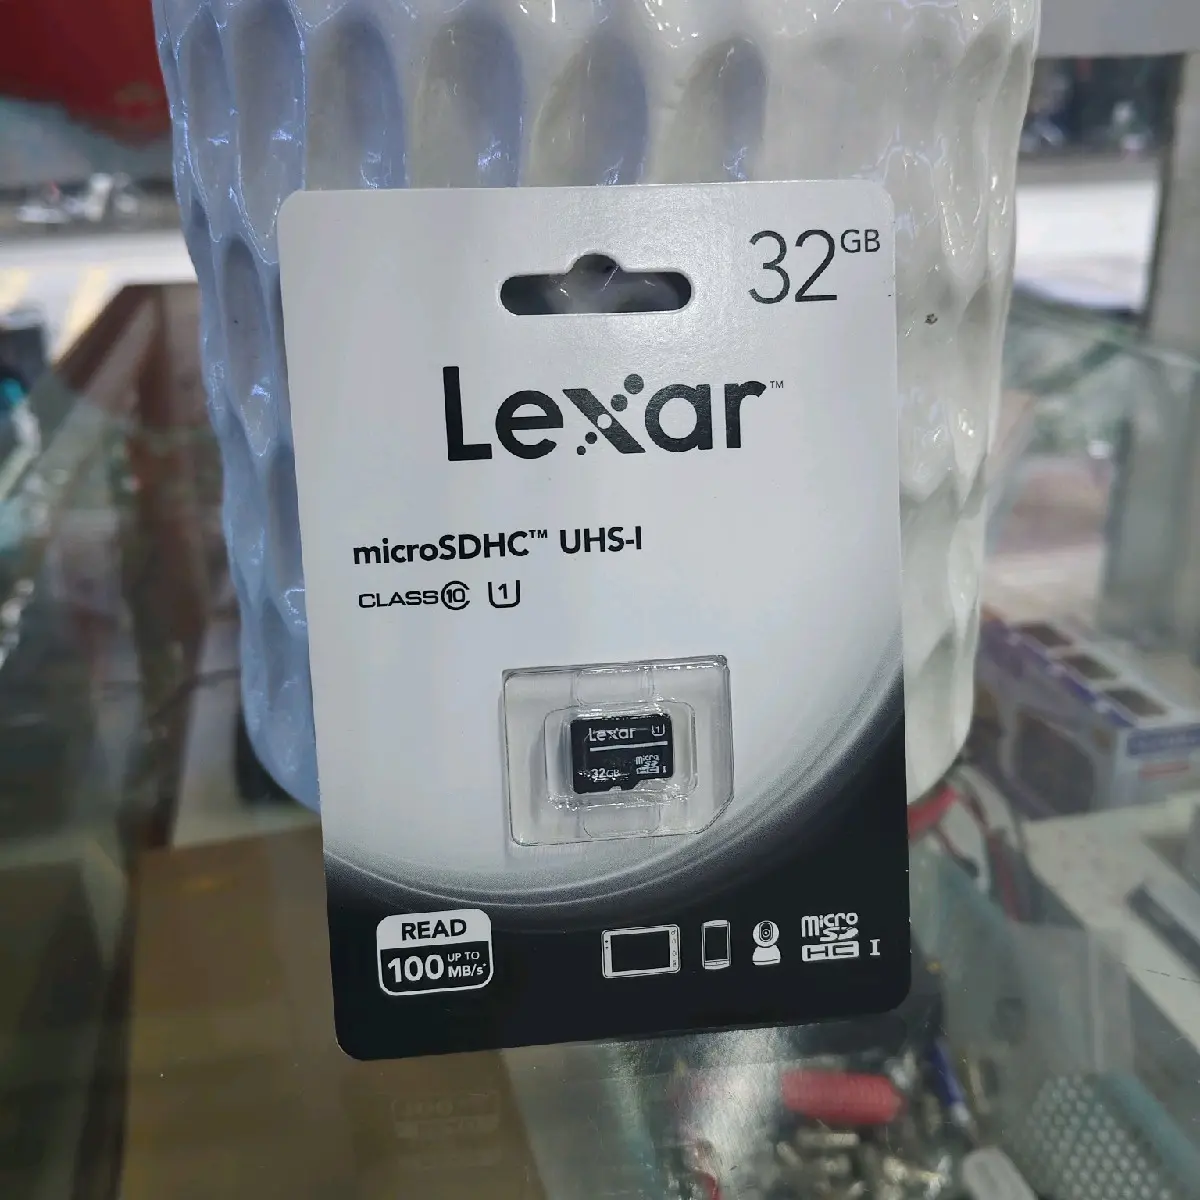 32GB
Lexar™
microSDHC™ UHS-I
CLASS 10 U1
Lexar U1
32GB micro SD HC I
READ
100 UP TO MB/s*
micro SD HC I